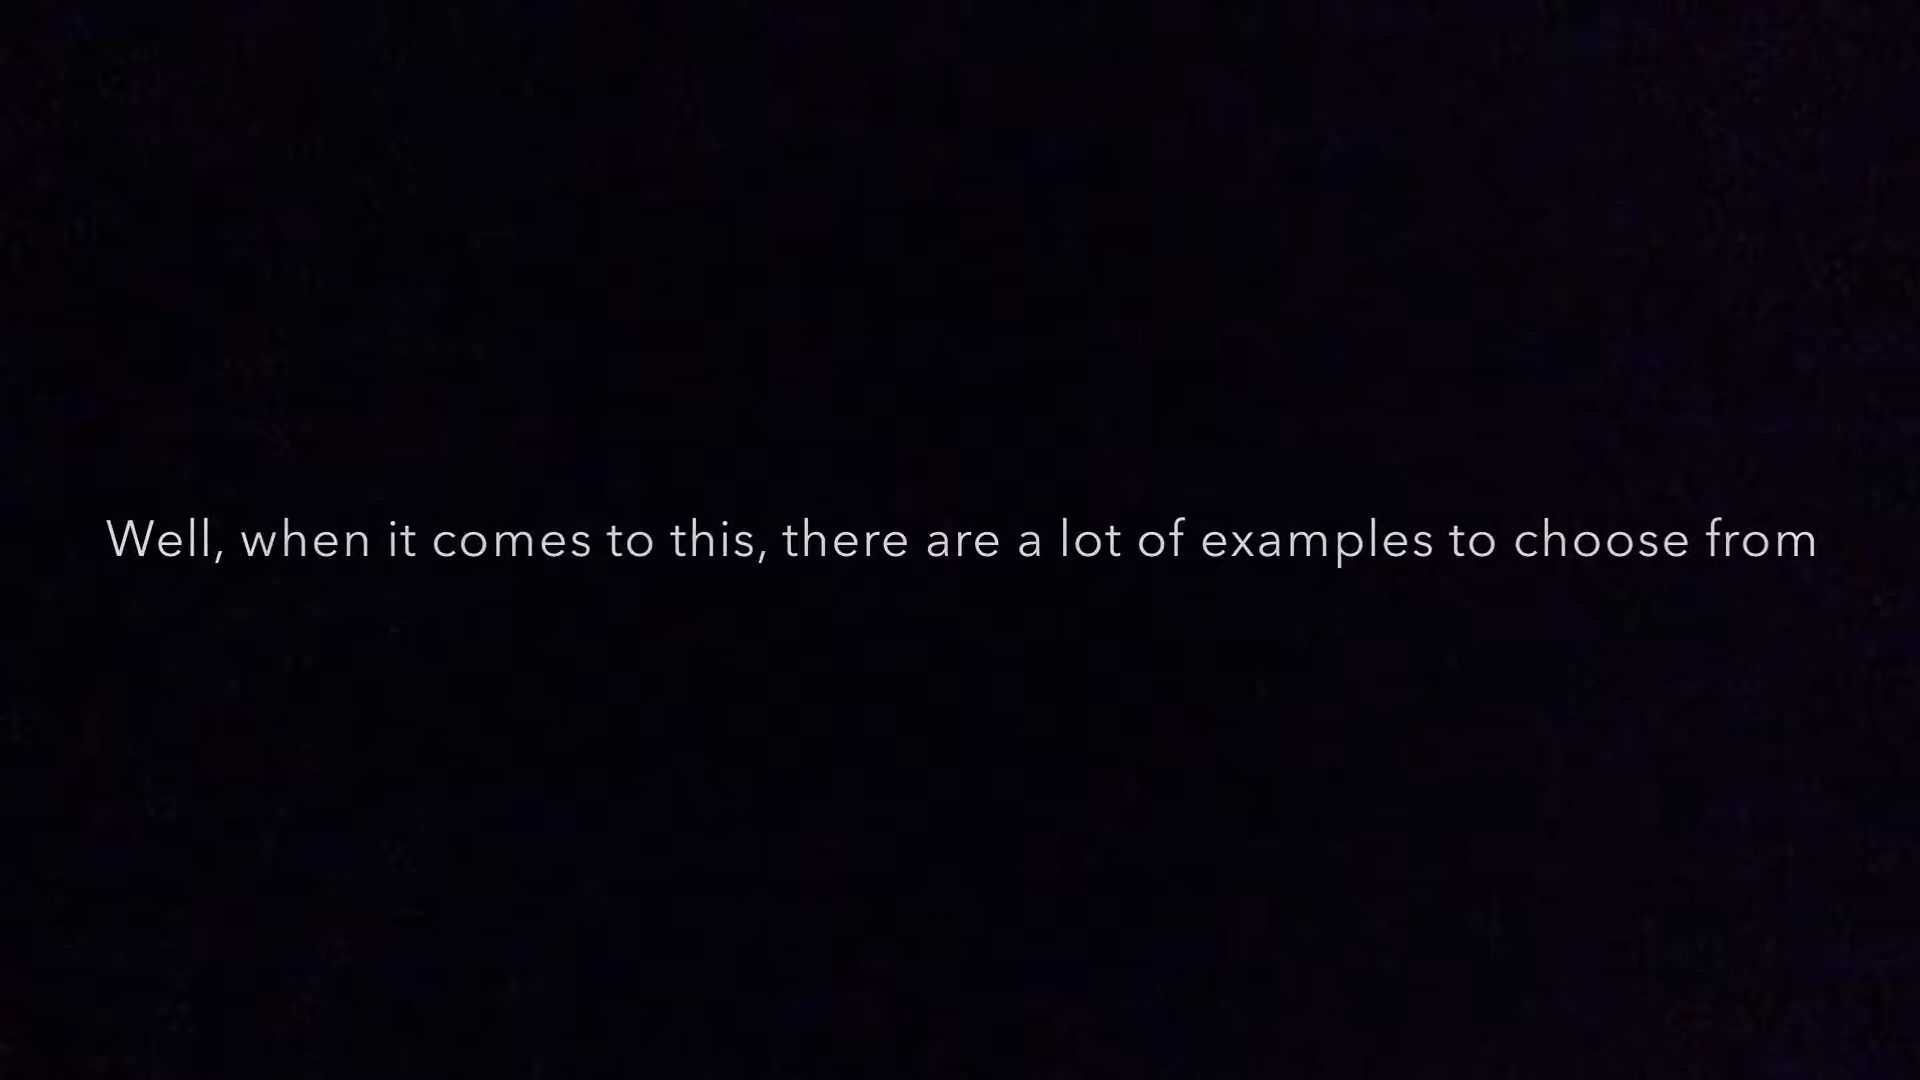 Well, when it comes to this, there are a lot of examples to choose from